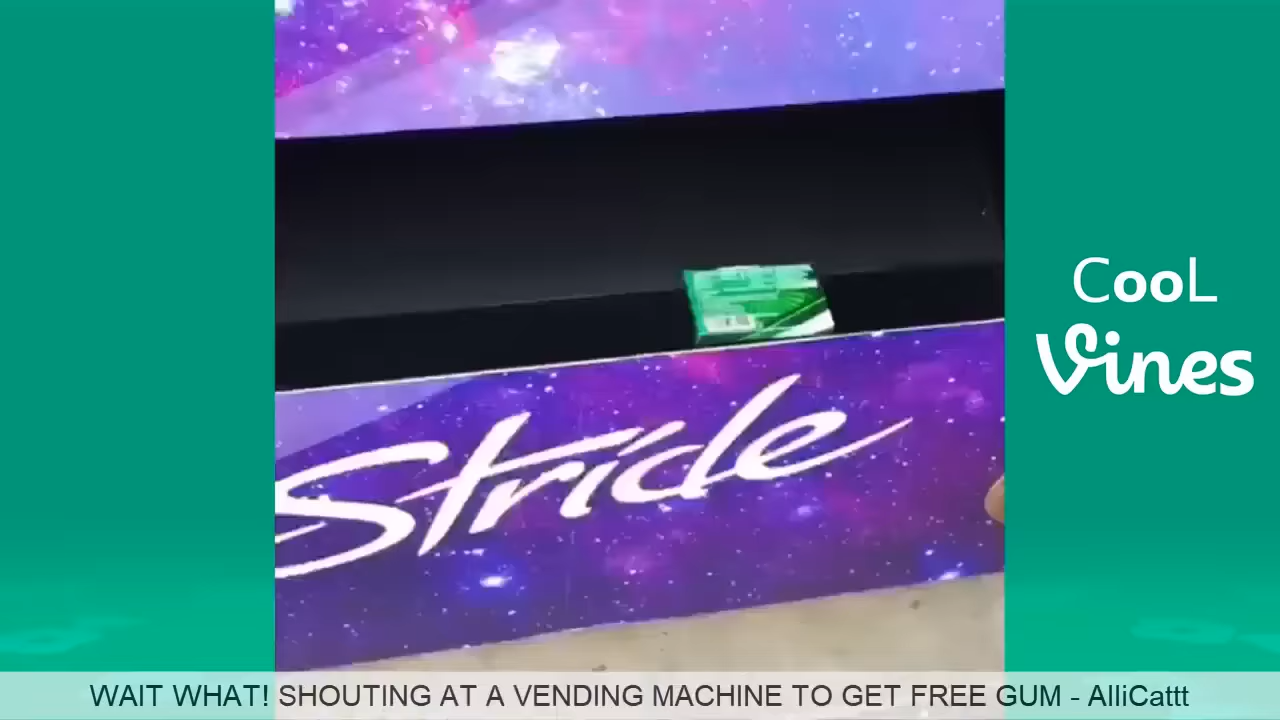 Stride
CooL
Vines
WAIT WHAT! SHOUTING AT A VENDING MACHINE TO GET FREE GUM - AlliCattt